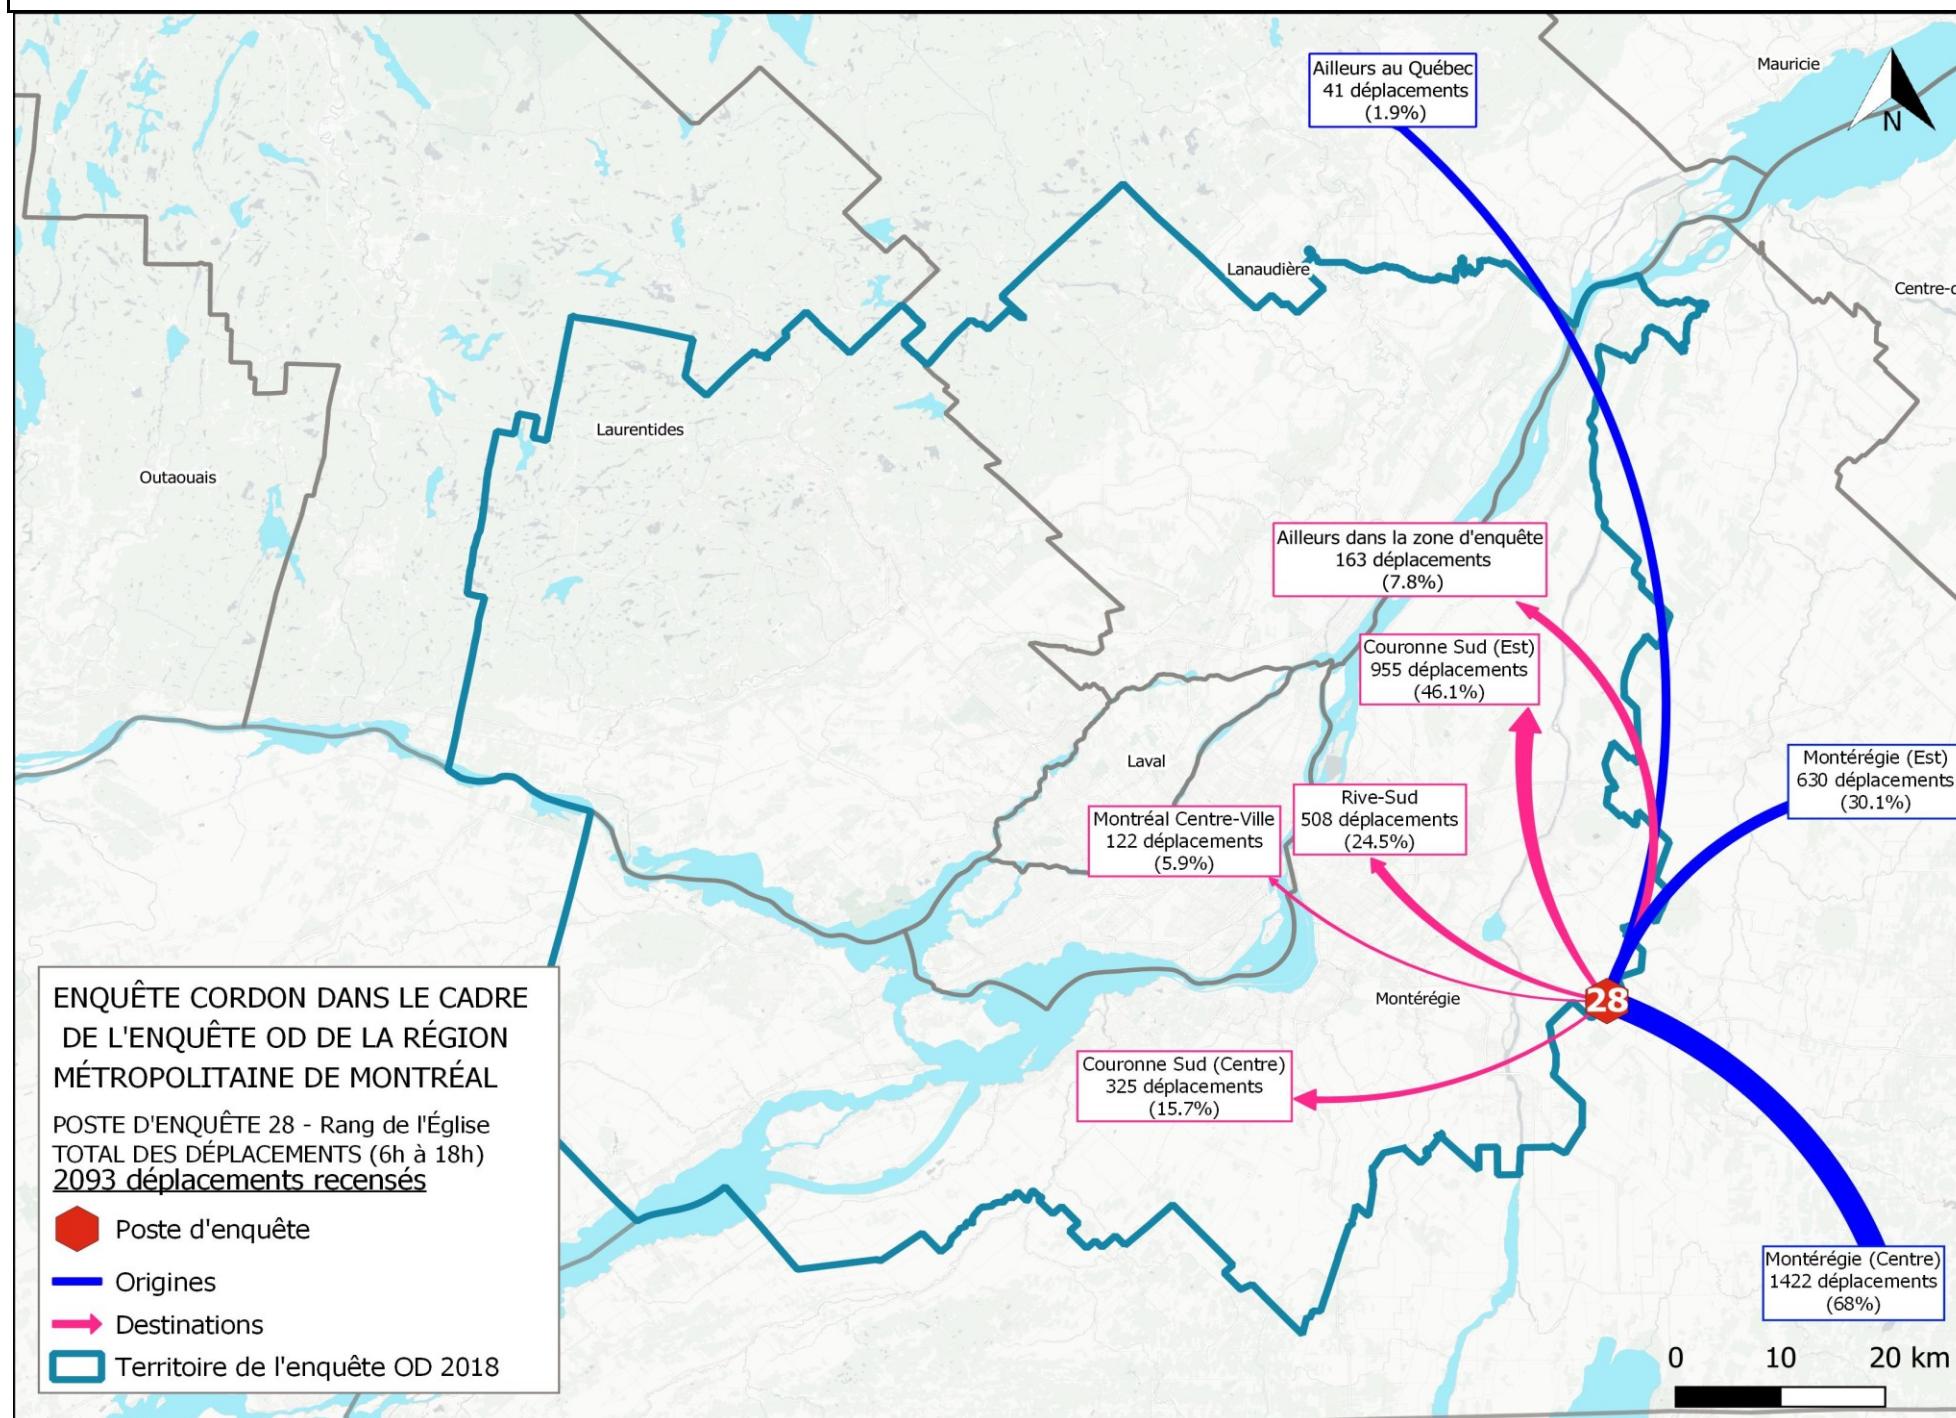 Ailleurs au Québec
41 déplacements
(1.9%)
Mauricie
N
Lanaudière
Centre-d
Laurentides
Outaouais
Ailleurs dans la zone d'enquête
163 déplacements
(7.8%)
Couronne Sud (Est)
955 déplacements
(46.1%)
Laval
Montérégie (Est)
630 déplacements
(30.1%)
Rive-Sud
508 déplacements
(24.5%)
Montréal Centre-Ville
122 déplacements
(5.9%)
Montérégie
28
Couronne Sud (Centre)
325 déplacements
(15.7%)
Montérégie (Centre)
1422 déplacements
(68%)
ENQUÊTE CORDON DANS LE CADRE
DE L'ENQUÊTE OD DE LA RÉGION
MÉTROPOLITAINE DE MONTRÉAL
POSTE D'ENQUÊTE 28 - Rang de l'Église
TOTAL DES DÉPLACEMENTS (6h à 18h)
2093 déplacements recensés
Poste d'enquête
Origines
Destinations
Territoire de l'enquête OD 2018
0 10 20 km